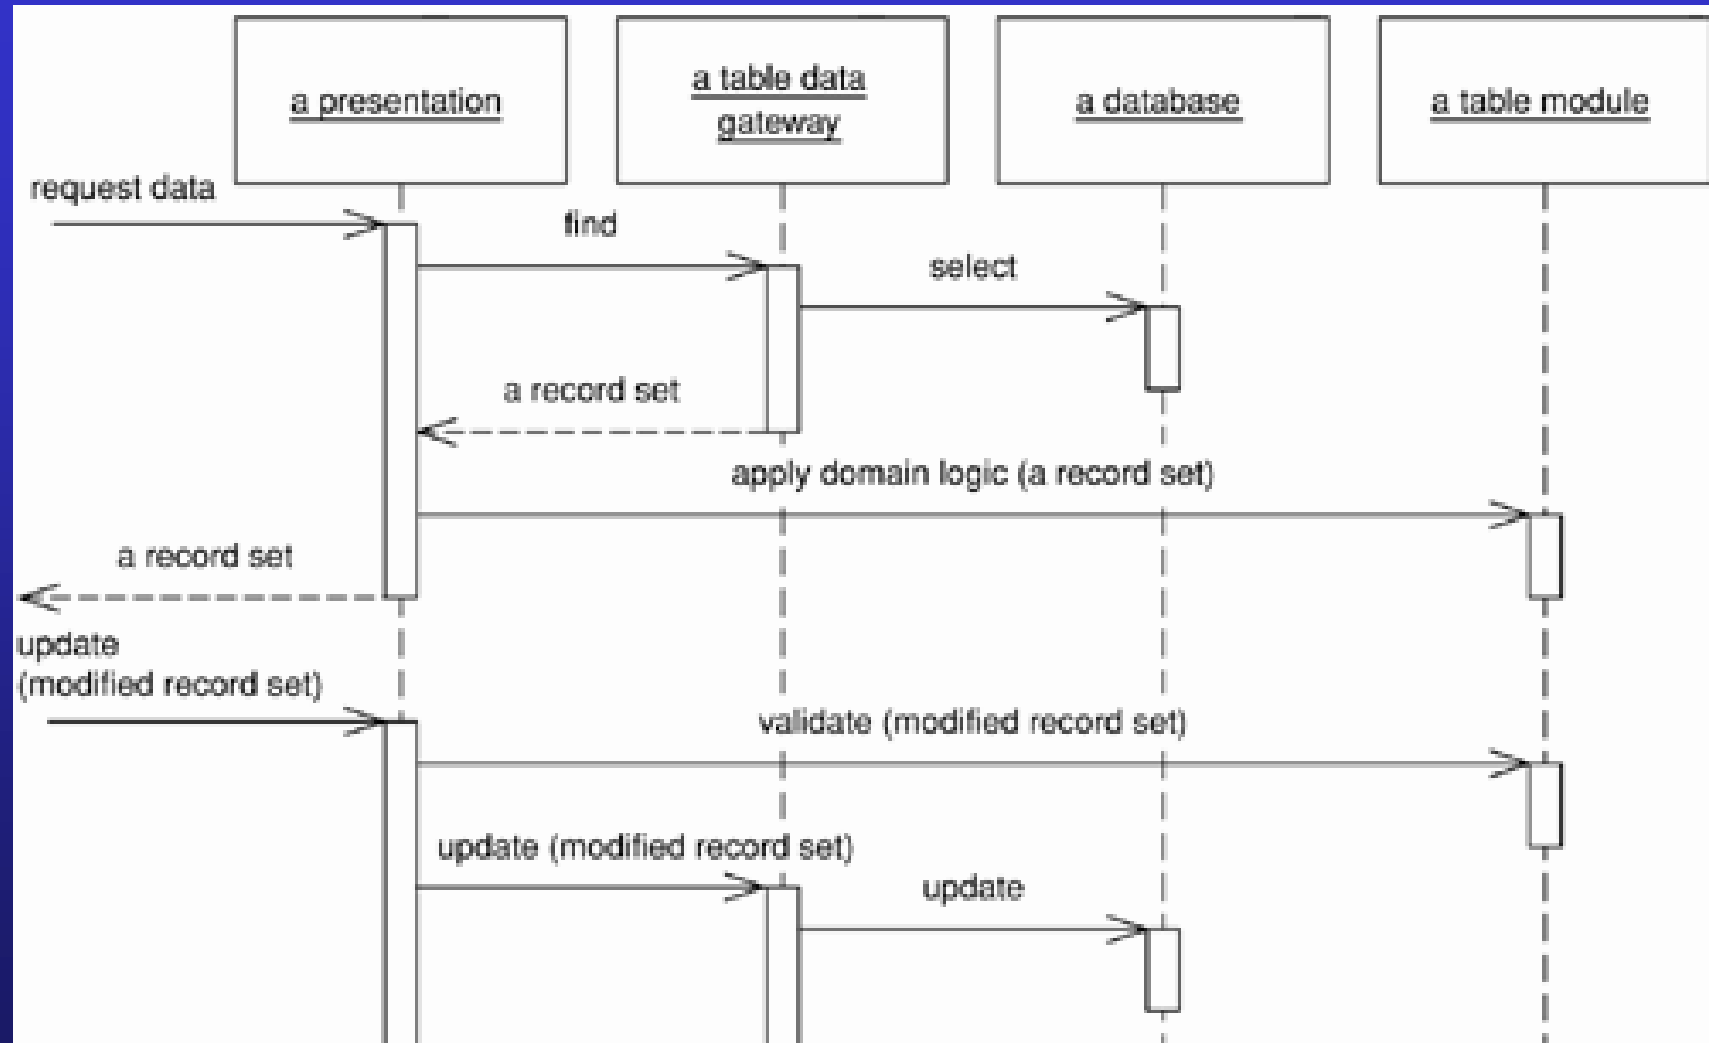 a presentation
a table data
gateway
a database
a table module
request data
find
select
a record set
apply domain logic (a record set)
a record set
update
(modified record set)
validate (modified record set)
update (modified record set)
update